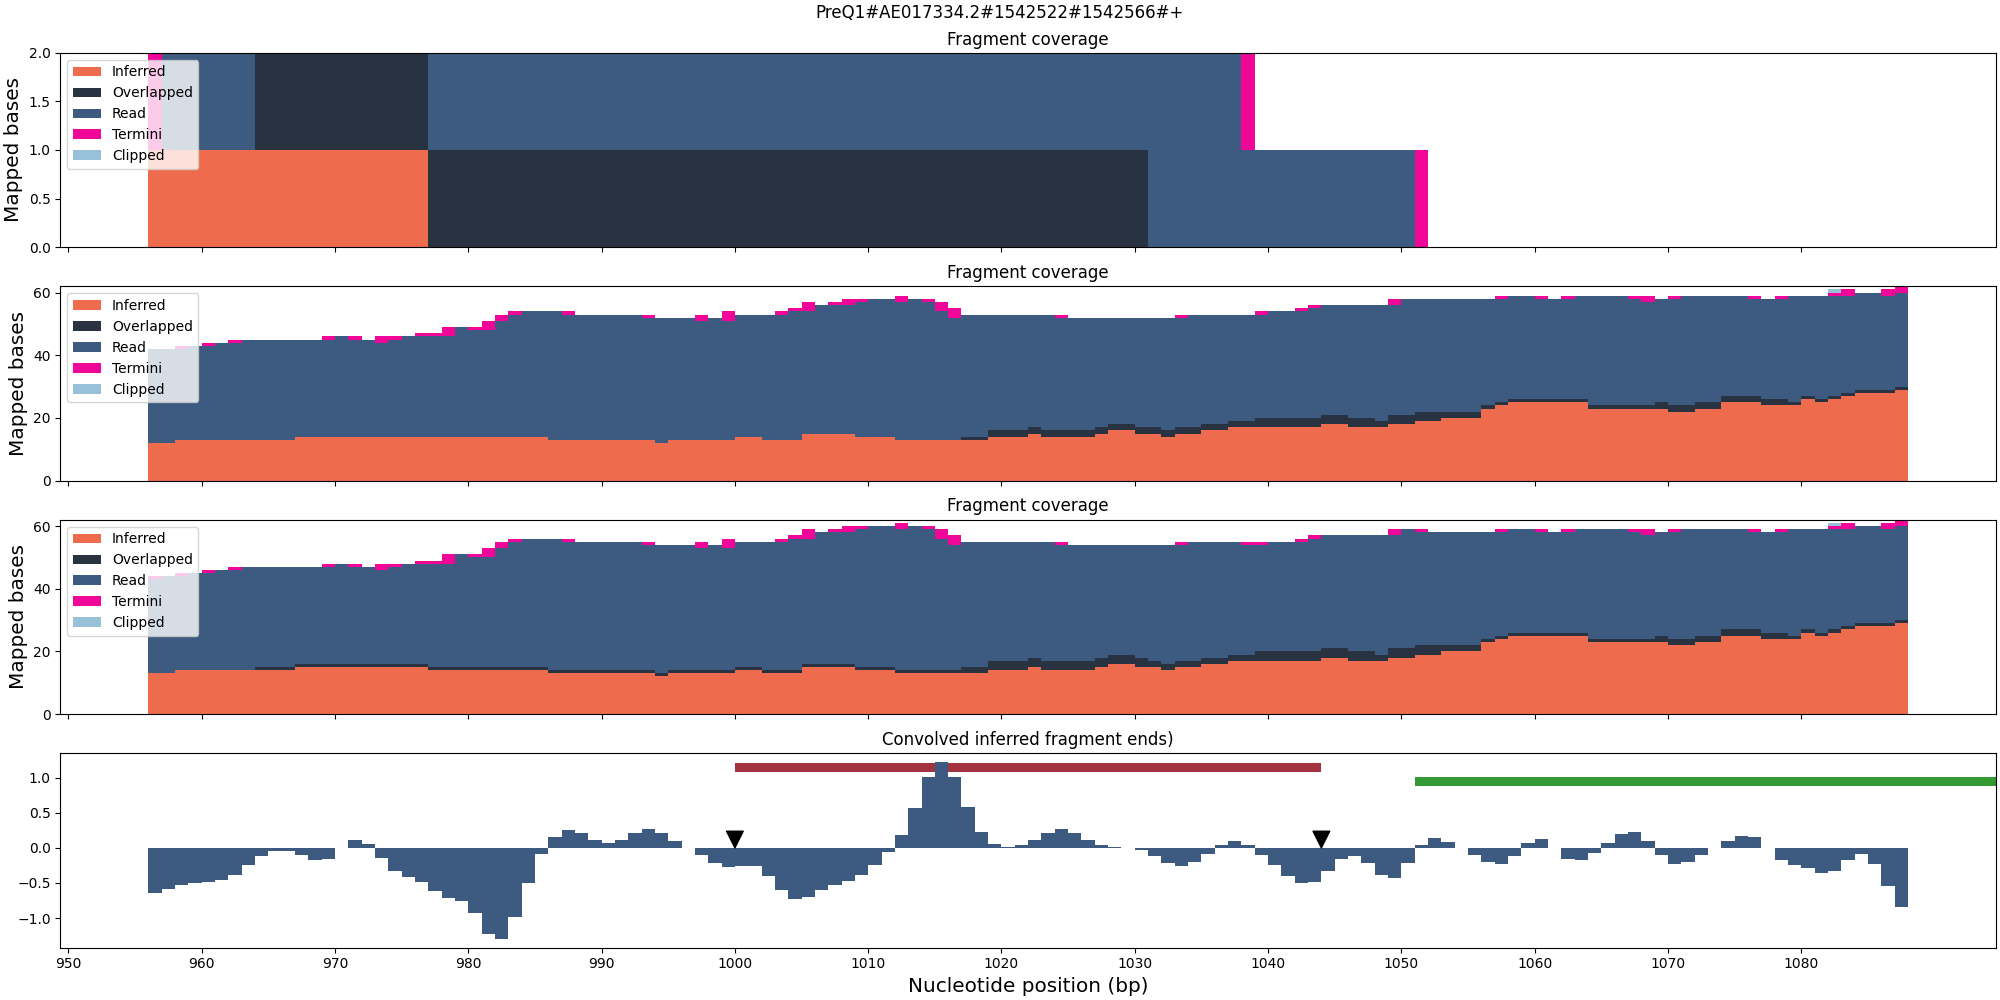 PreQ1#AE017334.2#1542522#1542566#+
Fragment coverage
Mapped bases
2.0
1.5
1.0
0.5
0.0
Inferred
Overlapped
Read
Termini
Clipped
Fragment coverage
Mapped bases
60
40
20
0
Inferred
Overlapped
Read
Termini
Clipped
Fragment coverage
Mapped bases
60
40
20
0
Inferred
Overlapped
Read
Termini
Clipped
Convolved inferred fragment ends)
1.0
0.5
0.0
−0.5
−1.0
950 960 970 980 990 1000 1010 1020 1030 1040 1050 1060 1070 1080
Nucleotide position (bp)